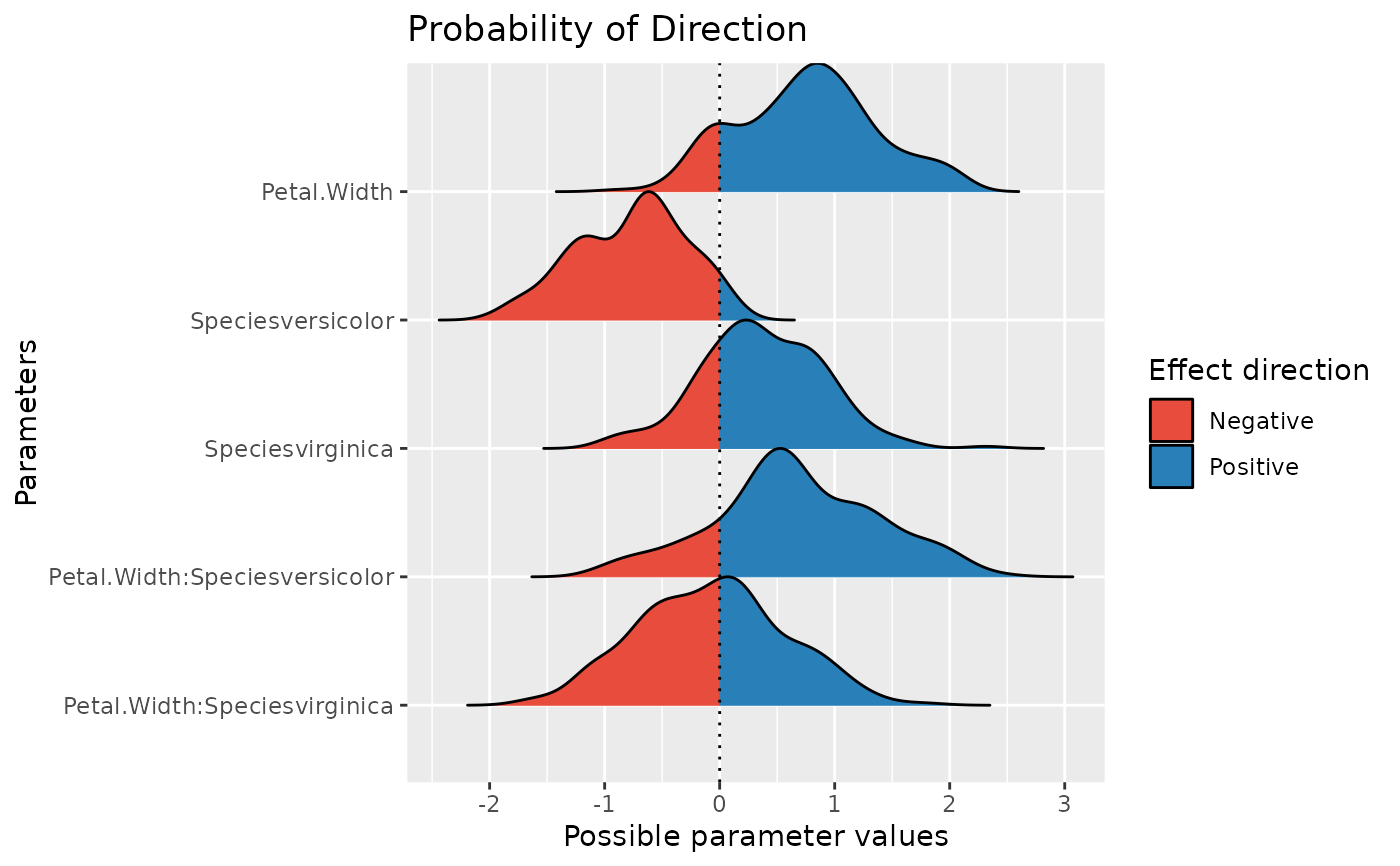 Probability of Direction
Parameters
Petal.Width
Speciesversicolor
Speciesvirginica
Petal.Width:Speciesversicolor
Petal.Width:Speciesvirginica
-2 -1 0 1 2 3
Possible parameter values
Effect direction
Negative
Positive